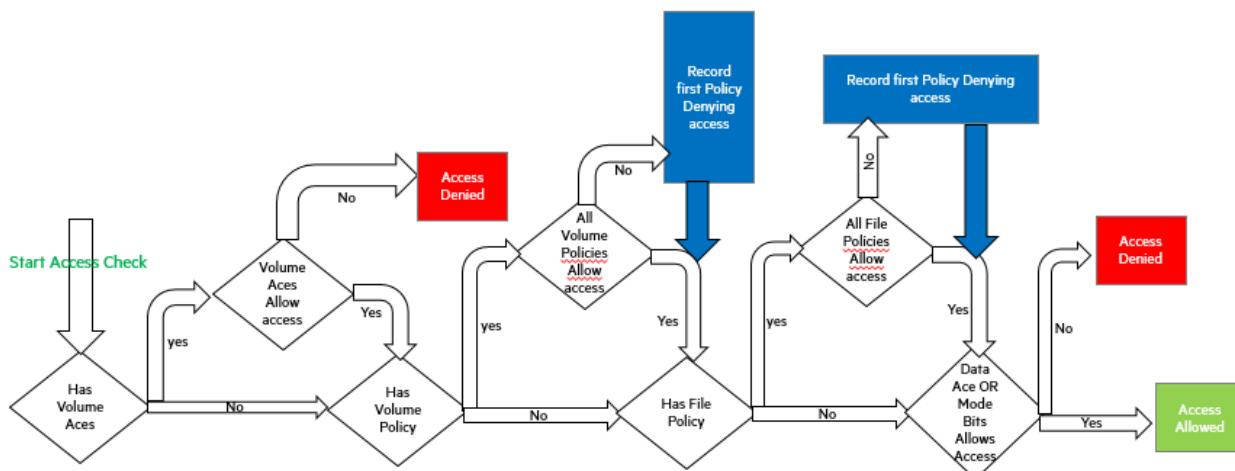 Start Access Check
Has
Volume
Aces
yes
No
Volume
Aces
Allow
access
No
Access
Denied
Yes
Has
Volume
Policy
yes
No
All
Volume
Policies
Allow
access
No
Record
first Policy
Denying
access
Yes
Has File
Policy
yes
No
All File
Policies
Allow
access
No
Record first Policy Denying
access
Yes
Data
Ace OR
Mode
Bits
Allows
Access
No
Access
Denied
Yes
Access
Allowed